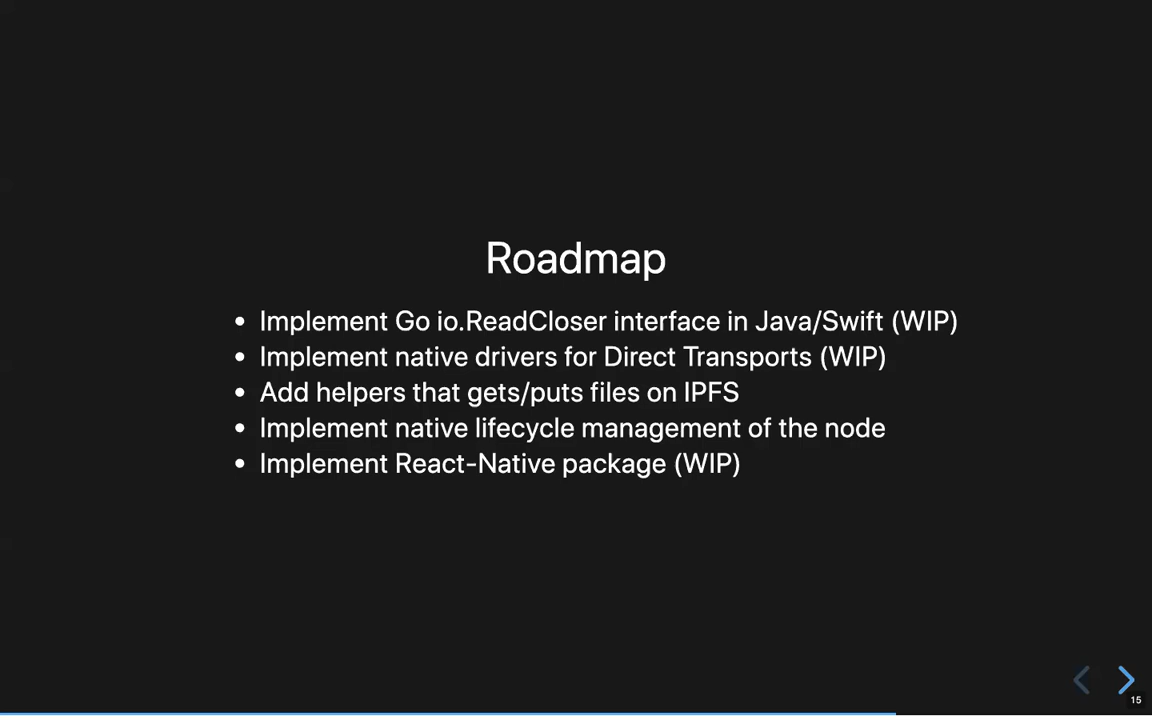 Roadmap
• Implement Go io.ReadCloser interface in Java/Swift (WIP)
• Implement native drivers for Direct Transports (WIP)
• Add helpers that gets/puts files on IPFS
• Implement native lifecycle management of the node
• Implement React-Native package (WIP)
15